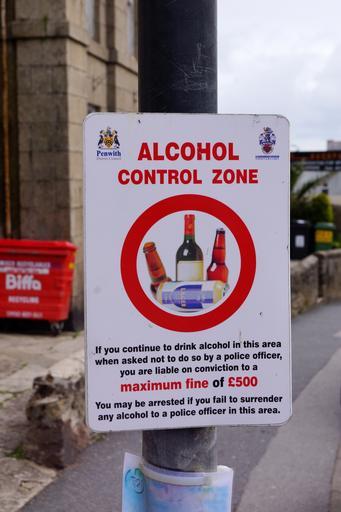 Penwith
District Council
ALCOHOL
CONTROL ZONE
If you continue to drink alcohol in this area
when asked not to do so by a police officer,
you are liable on conviction to a
maximum fine of £500
You may be arrested if you fail to surrender
any alcohol to a police officer in this area.
Biffa
RECYCLING